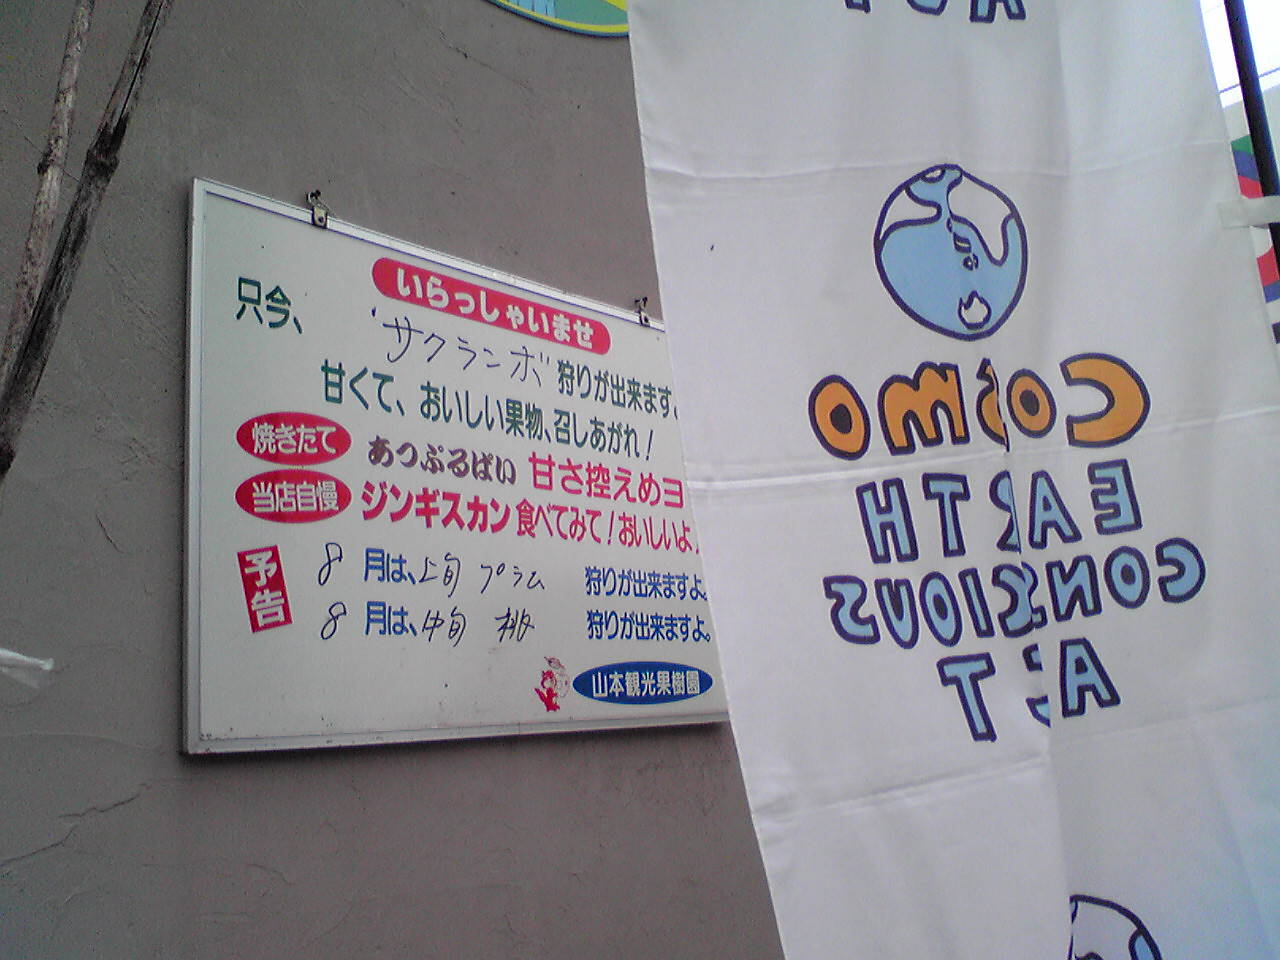 いらっしゃいませ
只今、
サクランボ 狩りが出来ます。
甘くて、おいしい果物、召しあがれ!
焼きたて あっぷるぱい 甘さ控えめヨ
当店自慢 ジンギスカン 食べてみて!おいしいよ
予告
8月は、上旬 プラム 狩りが出来ますよ。
8月は、中旬 桃 狩りが出来ますよ。
山本観光果樹園
ACT
COSMO
EARTH
CONSCIOUS
ACT